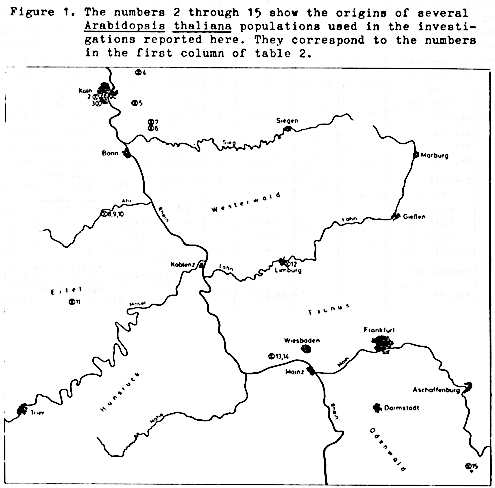 Figure 1. The numbers 2 through 15 show the origins of several
Arabidopsis thaliana populations used in the investi-
gations reported here. They correspond to the numbers
in the first column of table 2.
4
Köln
2
3
5
7
6
Siegen
Sieg
Bonn
Marburg
Westerwald
Ahr
Rhein
8,9,10
Lahn
Gießen
Koblenz
Lahn
12
Limburg
Eifel
11
Mosel
Taunus
Wiesbaden
Frankfurt
13,14
Mainz
Main
Hunsrück
Aschaffenburg
Trier
Nahe
Rhein
Darmstadt
Odenwald
15